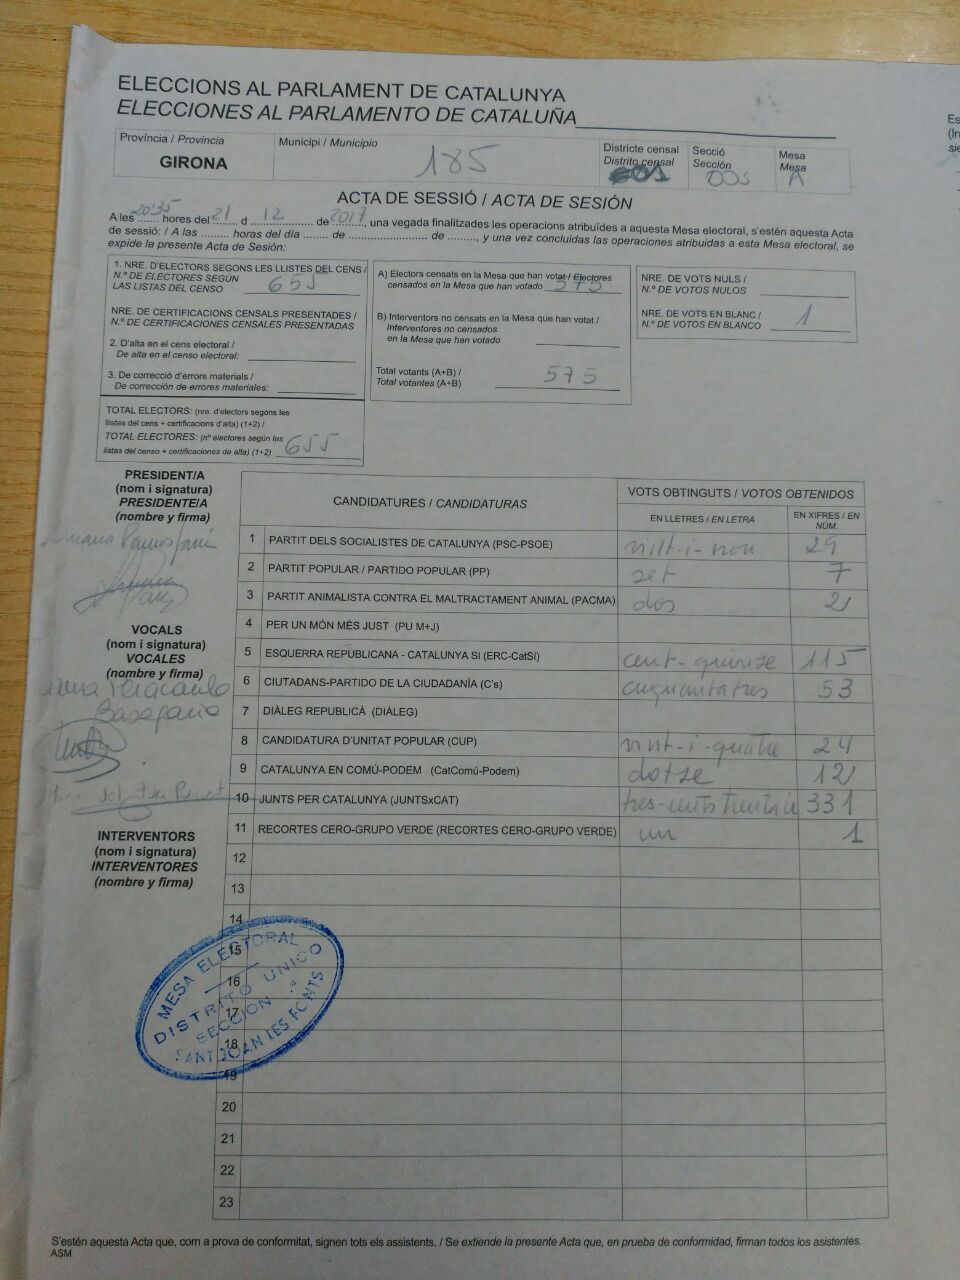 ELECCIONS AL PARLAMENT DE CATALUNYA
ELECCIONES AL PARLAMENTO DE CATALUÑA
Província / Provincia
GIRONA
Municipi / Municipio
185
Districte censal
Distrito censal
001
Secció
Sección
002
Mesa
Mesa
A
ACTA DE SESSIÓ / ACTA DE SESIÓN
A les 20:35 hores del 21 d 12 de 2017, una vegada finalitzades les operacions atribuïdes a aquesta Mesa electoral, s'estén aquesta Acta
de sessió: / A las ......... horas del día ....... de ........................ de ........, y una vez concluidas las operaciones atribuidas a esta Mesa electoral, se
expide la presente Acta de Sesión:
1. NRE. D'ELECTORS SEGONS LES LLISTES DEL CENS /
N.º DE ELECTORES SEGÚN
LAS LISTAS DEL CENSO 655
NRE. DE CERTIFICACIONS CENSALS PRESENTADES /
N.º DE CERTIFICACIONES CENSALES PRESENTADAS
2. D'alta en el cens electoral /
De alta en el censo electoral:
3. De correcció d'errors materials /
De corrección de errores materiales:
TOTAL ELECTORS: (nre. d'electors segons les
llistes del cens + certificacions d'alta) (1+2) /
TOTAL ELECTORES: (nº electores según las
listas del censo + certificaciones de alta) (1+2) 655
A) Electors censats en la Mesa que han votat / Electores
censados en la Mesa que han votado 575
B) Interventors no censats en la Mesa que han votat /
Interventores no censados
en la Mesa que han votado
Total votants (A+B) /
Total votantes (A+B) 575
NRE. DE VOTS NULS /
N.º DE VOTOS NULOS
NRE. DE VOTS EN BLANC /
N.º DE VOTOS EN BLANCO 1
PRESIDENT/A
(nom i signatura)
PRESIDENTE/A
(nombre y firma)
VOCALS
(nom i signatura)
VOCALES
(nombre y firma)
INTERVENTORS
(nom i signatura)
INTERVENTORES
(nombre y firma)
CANDIDATURES / CANDIDATURAS
VOTS OBTINGUTS / VOTOS OBTENIDOS
EN LLETRES / EN LETRA
EN XIFRES / EN NÚM.
1 PARTIT DELS SOCIALISTES DE CATALUNYA (PSC-PSOE) vint-i-nou 29
2 PARTIT POPULAR / PARTIDO POPULAR (PP) set 7
3 PARTIT ANIMALISTA CONTRA EL MALTRACTAMENT ANIMAL (PACMA) dos 2
4 PER UN MÓN MÉS JUST (PU M+J)
5 ESQUERRA REPUBLICANA - CATALUNYA SÍ (ERC-CatSí) cent-quinze 115
6 CIUTADANS-PARTIDO DE LA CIUDADANÍA (C's) cinquantatres 53
7 DIÀLEG REPUBLICÀ (DIÀLEG)
8 CANDIDATURA D'UNITAT POPULAR (CUP) vint-i-quatre 24
9 CATALUNYA EN COMÚ-PODEM (CatComú-Podem) dotze 12
10 JUNTS PER CATALUNYA (JUNTSxCAT) 331
11 RECORTES CERO-GRUPO VERDE (RECORTES CERO-GRUPO VERDE) un 1
12
13
14
15
16
17
18
19
20
21
22
23
MESA ELECTORAL
DISTRITO UNICO
SECCION
SANT JOAN LES FONTS
S'estén aquesta Acta que, com a prova de conformitat, signen tots els assistents. / Se extiende la presente Acta que, en prueba de conformidad, firman todos los asistentes.
ASM